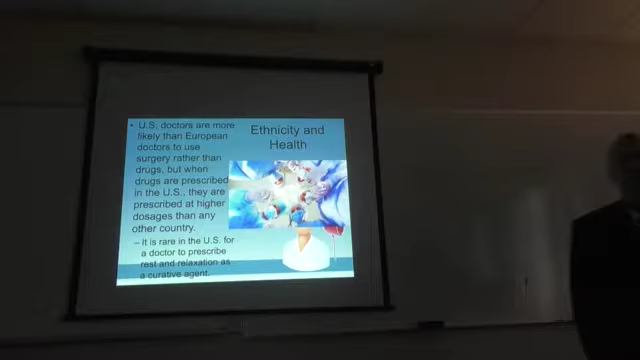 Ethnicity and
Health
• U.S. doctors are more
likely than European
doctors to use
surgery rather than
drugs, but when
drugs are prescribed
in the U.S., they are
prescribed at higher
dosages than any
other country.
– It is rare in the U.S. for
a doctor to prescribe
rest and relaxation as
a curative agent.